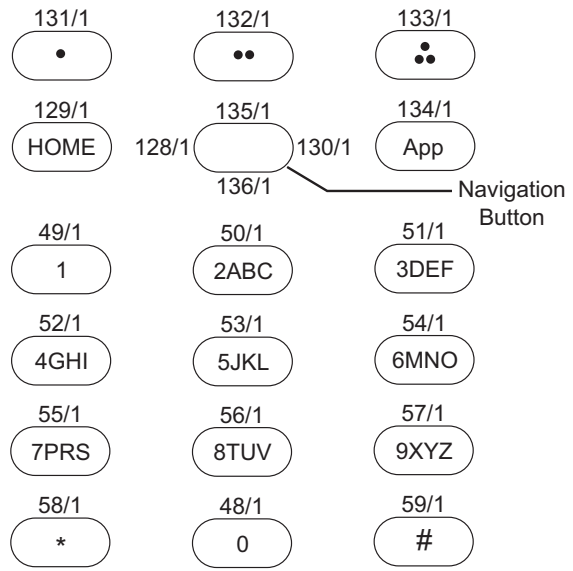 131/1 132/1 133/1
• •• •••
129/1 135/1 134/1
HOME 128/1 130/1 App
136/1 Navigation
Button
49/1 50/1 51/1
1 2ABC 3DEF
52/1 53/1 54/1
4GHI 5JKL 6MNO
55/1 56/1 57/1
7PRS 8TUV 9XYZ
58/1 48/1 59/1
* 0 #